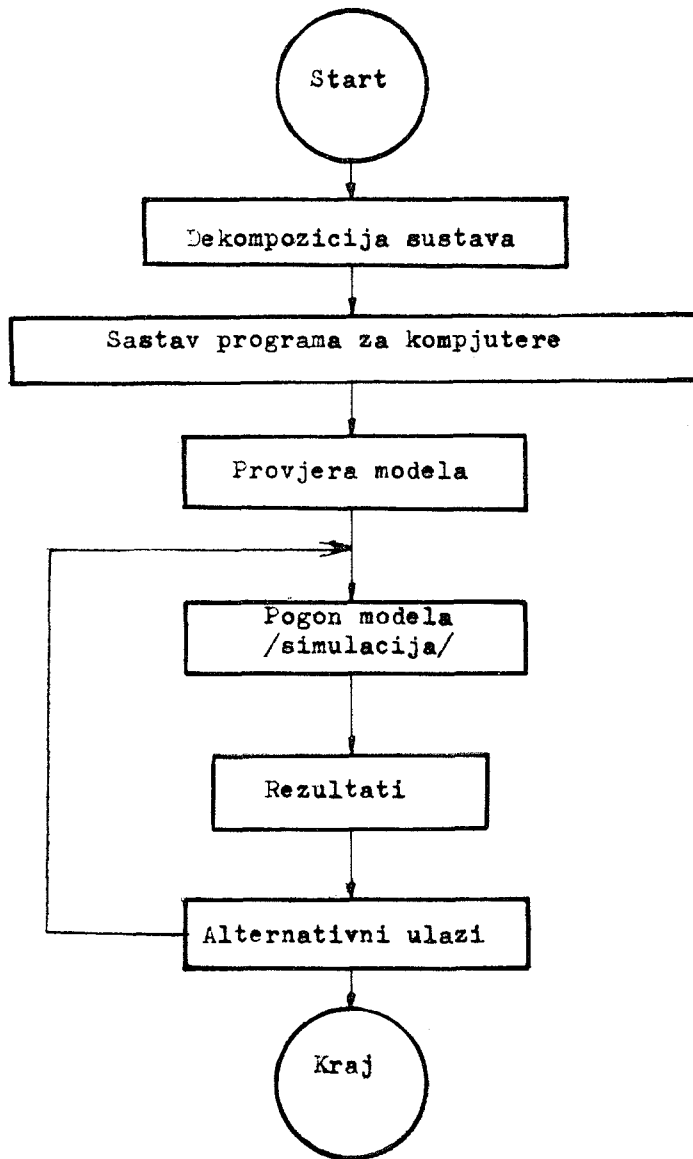 Start
Dekompozicija sustava
Sastav programa za kompjutere
Provjera modela
Pogon modela
/simulacija/
Rezultati
Alternativni ulazi
Kraj